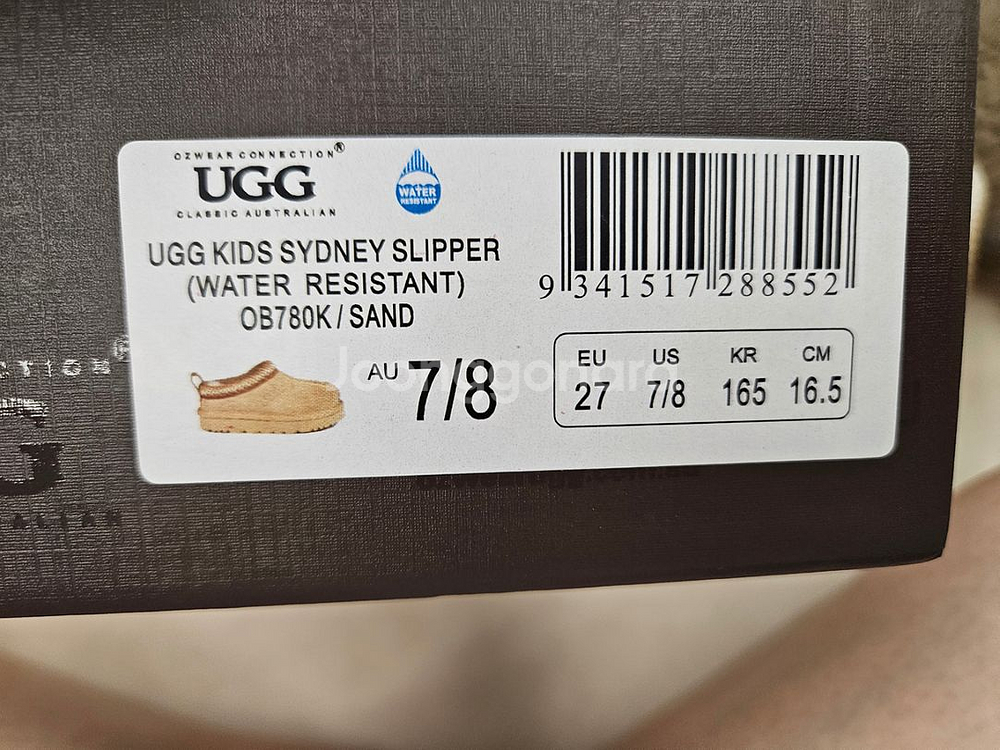 OZWEAR CONNECTION®
UGG
CLASSIC AUSTRALIAN
WATER
RESISTANT
UGG KIDS SYDNEY SLIPPER
(WATER RESISTANT)
OB780K / SAND
AU 7/8
9 341517 288552
EU US KR CM
27 7/8 165 16.5
Joonggonara